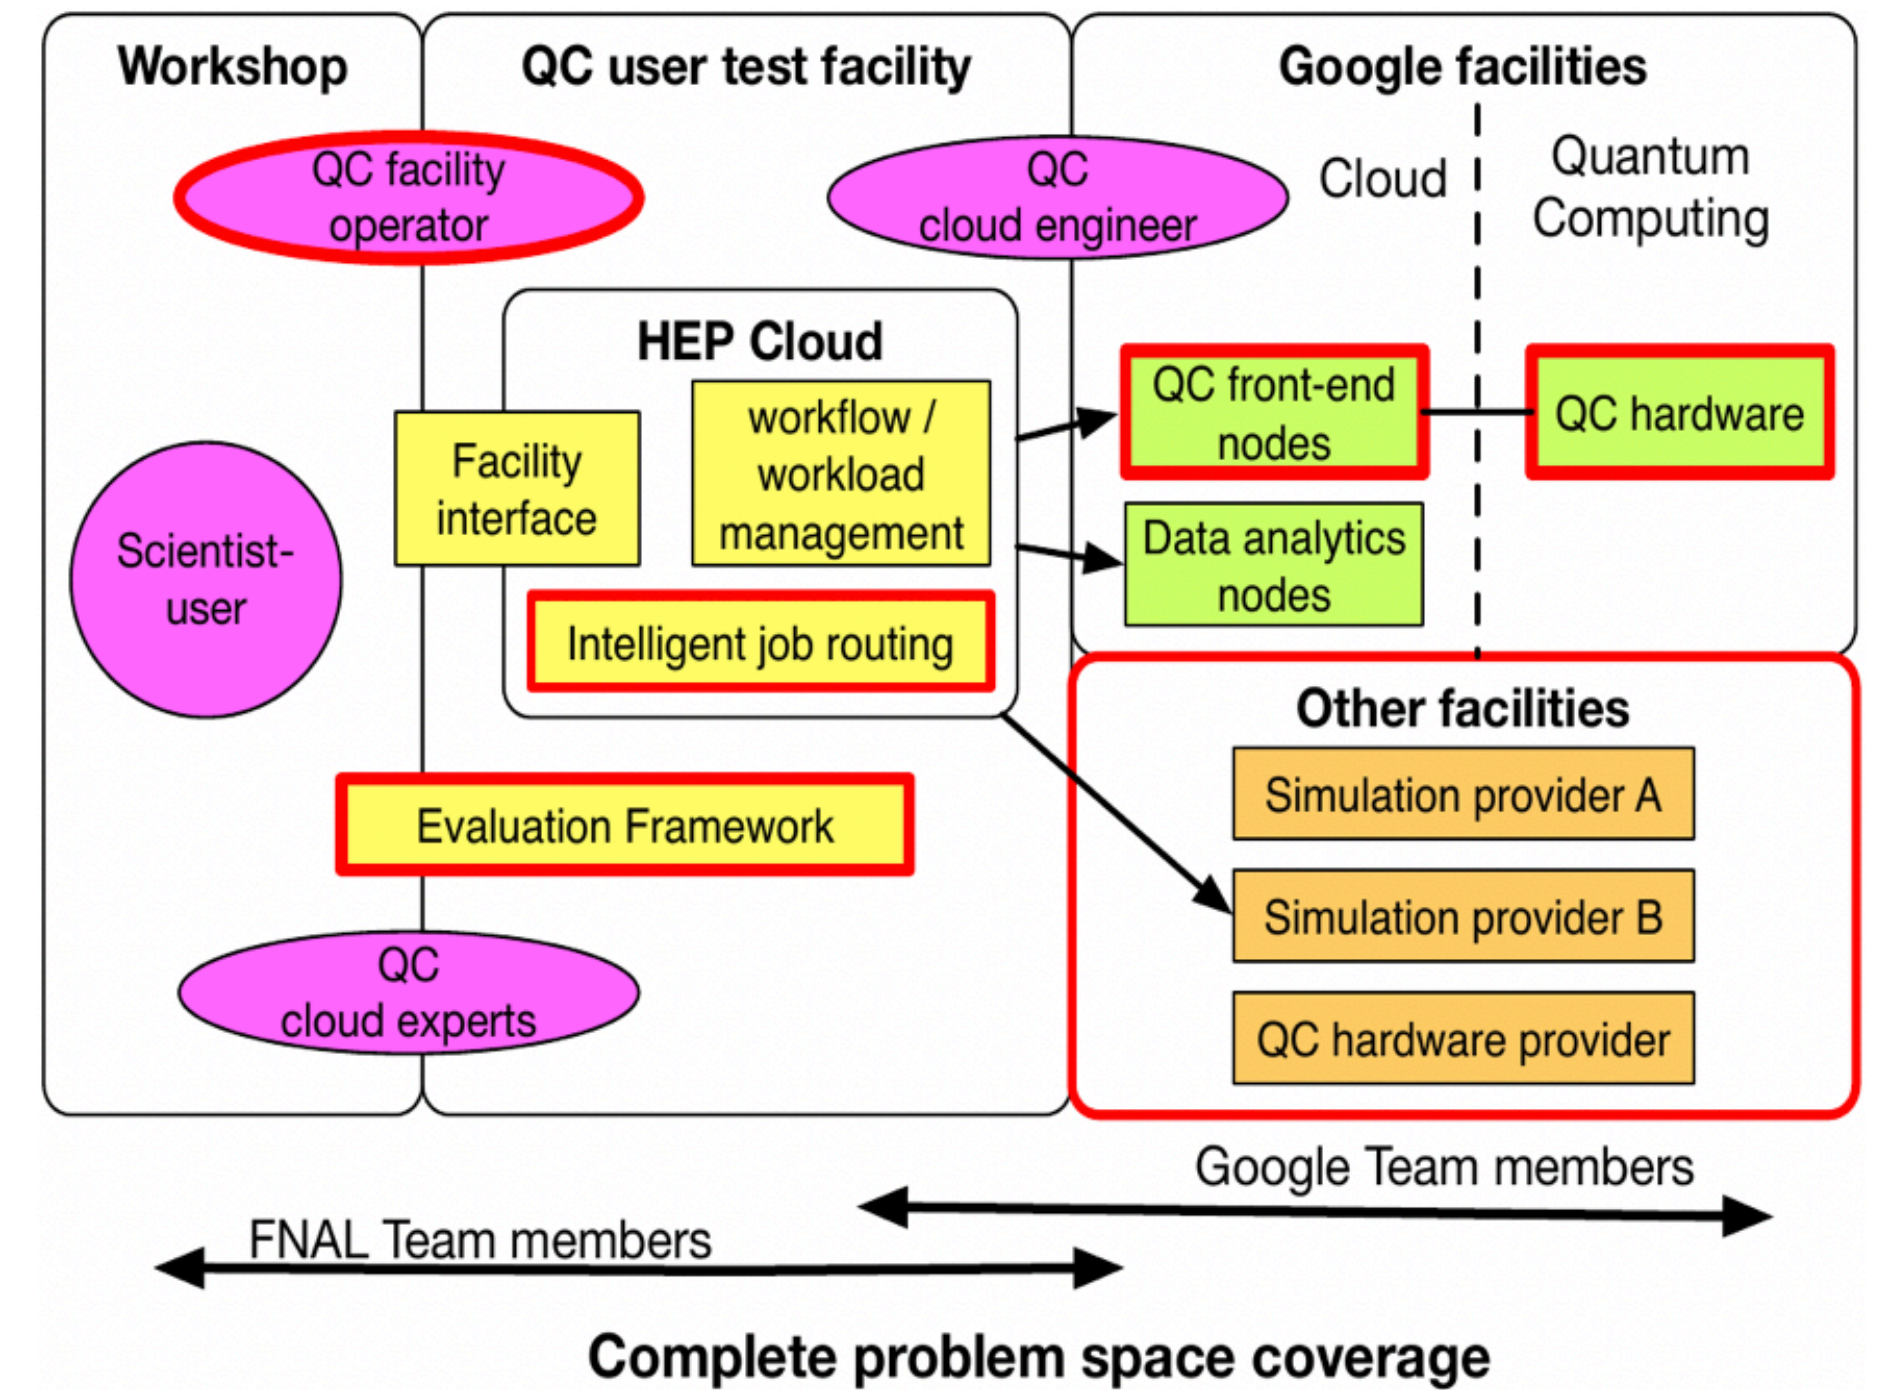 Workshop
QC user test facility
Google facilities
QC facility
operator
QC
cloud engineer
Cloud
Quantum
Computing
HEP Cloud
Facility
interface
workflow /
workload
management
Intelligent job routing
QC front-end
nodes
QC hardware
Data analytics
nodes
Scientist-
user
Evaluation Framework
QC
cloud experts
Other facilities
Simulation provider A
Simulation provider B
QC hardware provider
Google Team members
FNAL Team members
Complete problem space coverage